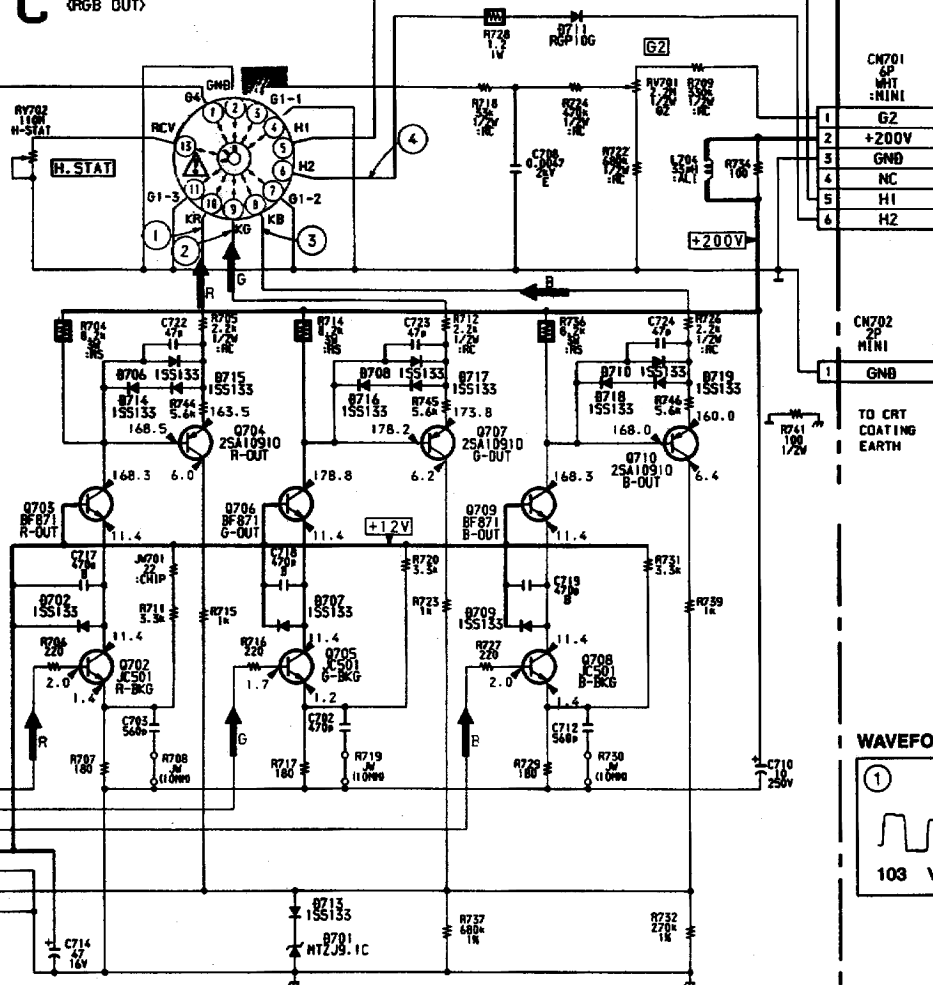 C (RGB OUT)
R728
1.2
1W
D711
RGP10G
G2
CN701
6P
WHT
:MINI
1 G2
2 +200V
3 GND
4 NC
5 H1
6 H2
RV702
110M
H-STAT
H.STAT
RCV
G4
GND
G1-1
H1
H2
G1-2
G1-3
KR
KG
KB
1
2
3
4
5
6
7
8
9
10
11
13
1
2
3
4
R718
1/2W
:RC
R724
470k
1/2W
:RC
RV701
2.2M
1/2W
G2
R709
1/2W
:RC
C708
0.0047
2kV
E
R722
680k
1/2W
:RC
L704
33μH
:AL1
R734
100
+200V
R
G
B
R704
8.2k
:RS
C722
47p
R705
2.2k
1/2W
:RC
R714
8.2k
:RS
C723
47p
R712
2.2k
1/2W
:RC
R736
8.2k
:RS
C724
47p
R726
2.2k
1/2W
:RC
CN702
2P
MINI
1 GND
TO CRT
COATING
EARTH
D706
1SS133
D715
1SS133
D714
1SS133
R744
5.6k
163.5
D708
1SS133
D717
1SS133
D716
1SS133
R745
5.6k
173.8
D710
1SS133
D719
1SS133
D718
1SS133
R746
5.6k
160.0
R741
100
1/2W
168.5
Q704
2SA1091O
R-OUT
178.2
Q707
2SA1091O
G-OUT
168.0
Q710
2SA1091O
B-OUT
168.3
6.0
178.8
6.2
168.3
6.4
Q703
BF871
R-OUT
11.4
Q706
BF871
G-OUT
11.4
+12V
Q709
BF871
B-OUT
11.4
C717
470p
B
JW701
22
:CHIP
C718
470p
B
R720
3.3k
C719
470p
B
R731
3.3k
D702
1SS133
R711
3.3k
R715
1k
D707
1SS133
R723
1k
D709
1SS133
R739
1k
R706
220
11.4
Q702
JC501
R-BKG
2.0
1.4
R716
220
11.4
Q705
JC501
G-BKG
1.7
1.2
R727
220
11.4
Q708
JC501
B-BKG
2.0
1.4
R
C703
560p
G
C702
470p
B
C712
560p
R707
180
R708
JW
(10MM)
R717
180
R719
JW
(10MM)
R729
180
R730
JW
(10MM)
C710
10
250V
WAVEFO
1
103 V
D713
1SS133
D701
MTZJ9.1C
R737
680k
1%
R732
270k
1%
C714
47
16V